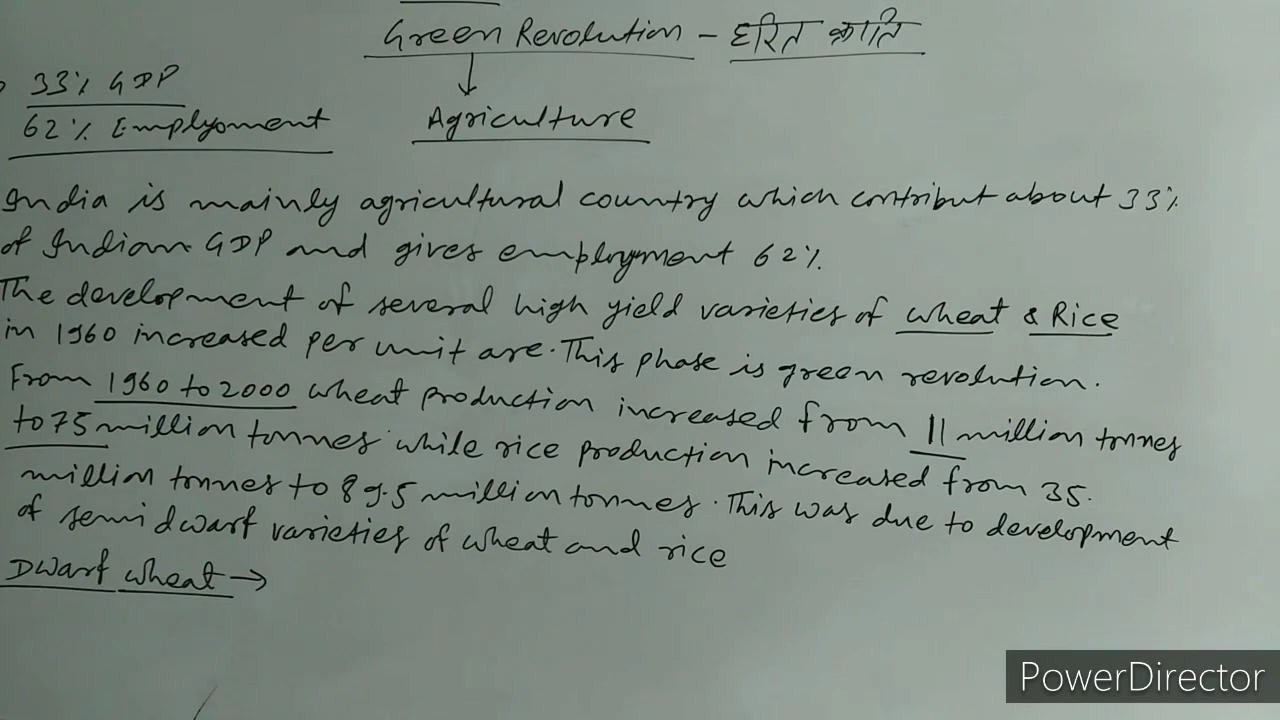 Green Revolution - हरित क्रांति
33% GDP
62% Emplyoment
Agriculture
India is mainly agricultural country which contribut about 33%
of Indian GDP and gives employment 62%.
The development of several high yield varieties of wheat & Rice
in 1960 increased per unit are. This phase is green revolution.
From 1960 to 2000 wheat production increased from 11 million tonnes
to 75 million tonnes while rice production increased from 35.
million tonnes to 89.5 million tonnes. This was due to development
of semi dwarf varieties of wheat and rice
Dwarf wheat →
PowerDirector